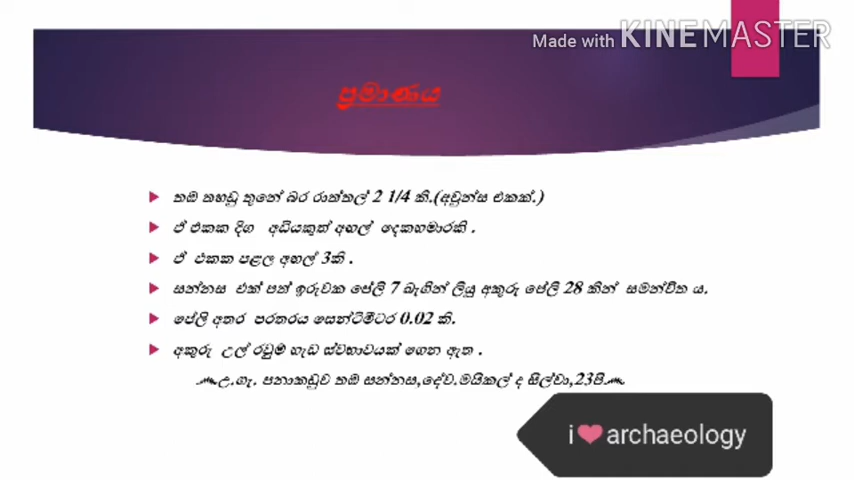 Made with KINEMASTER
ප්‍රමාණය
තඹ තහඩු තුනේ බර රාත්තල් 2 1/4 කි.(අවුන්ස එකක්.)
ඒ එකක දිග අඩියකුත් අඟල් දෙකහමාරකි .
ඒ එකක පළල අඟල් 3කි .
සන්නස එක් පත් ඉරුවක පේලි 7 බැගින් ලියු අකුරු පේලි 28 කින් සමන්විත ය.
පේලි අතර පරතරය සෙන්ටිමීටර 0.02 කි.
අකුරු උල් රවුම් හැඩ ස්වභාවයක් ගෙන ඇත .
උ.ගැ. පනාකඩුව තඹ සන්නස,දේව.මයිකල් ද සිල්වා,23පි
i ❤ archaeology